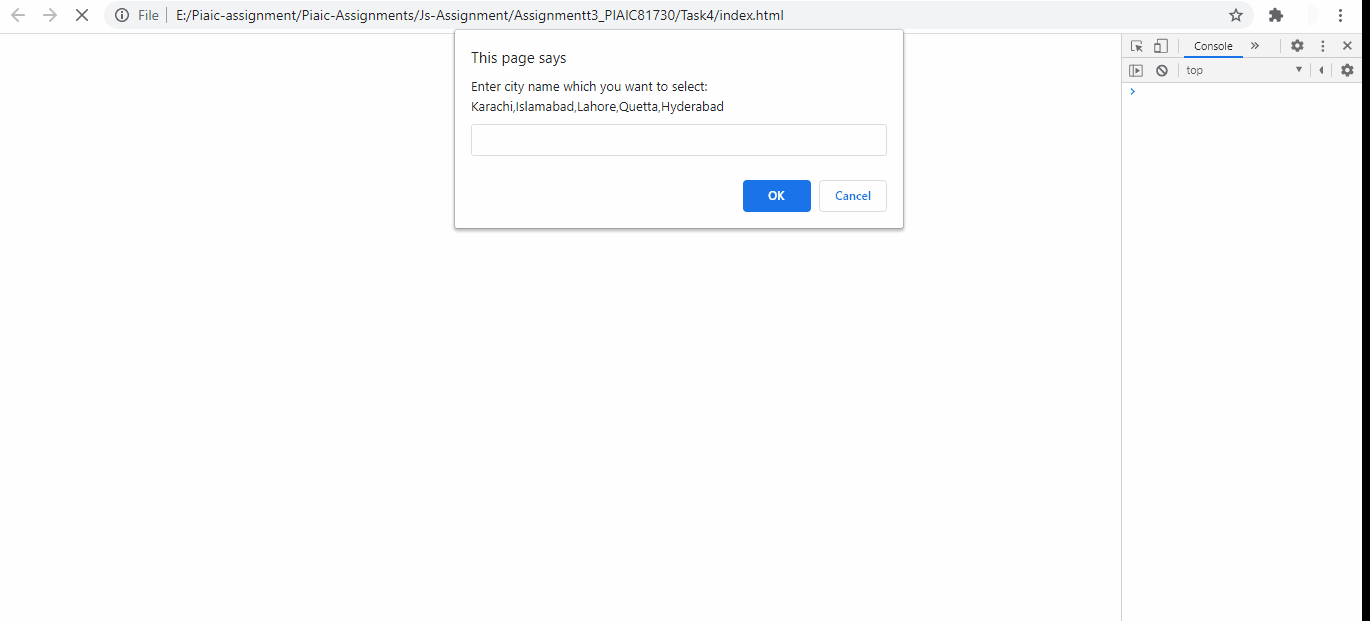 File E:/Piaic-assignment/Piaic-Assignments/Js-Assignment/Assignmentt3_PIAIC81730/Task4/index.html
This page says
Enter city name which you want to select:
Karachi,Islamabad,Lahore,Quetta,Hyderabad
OK Cancel
Console
top